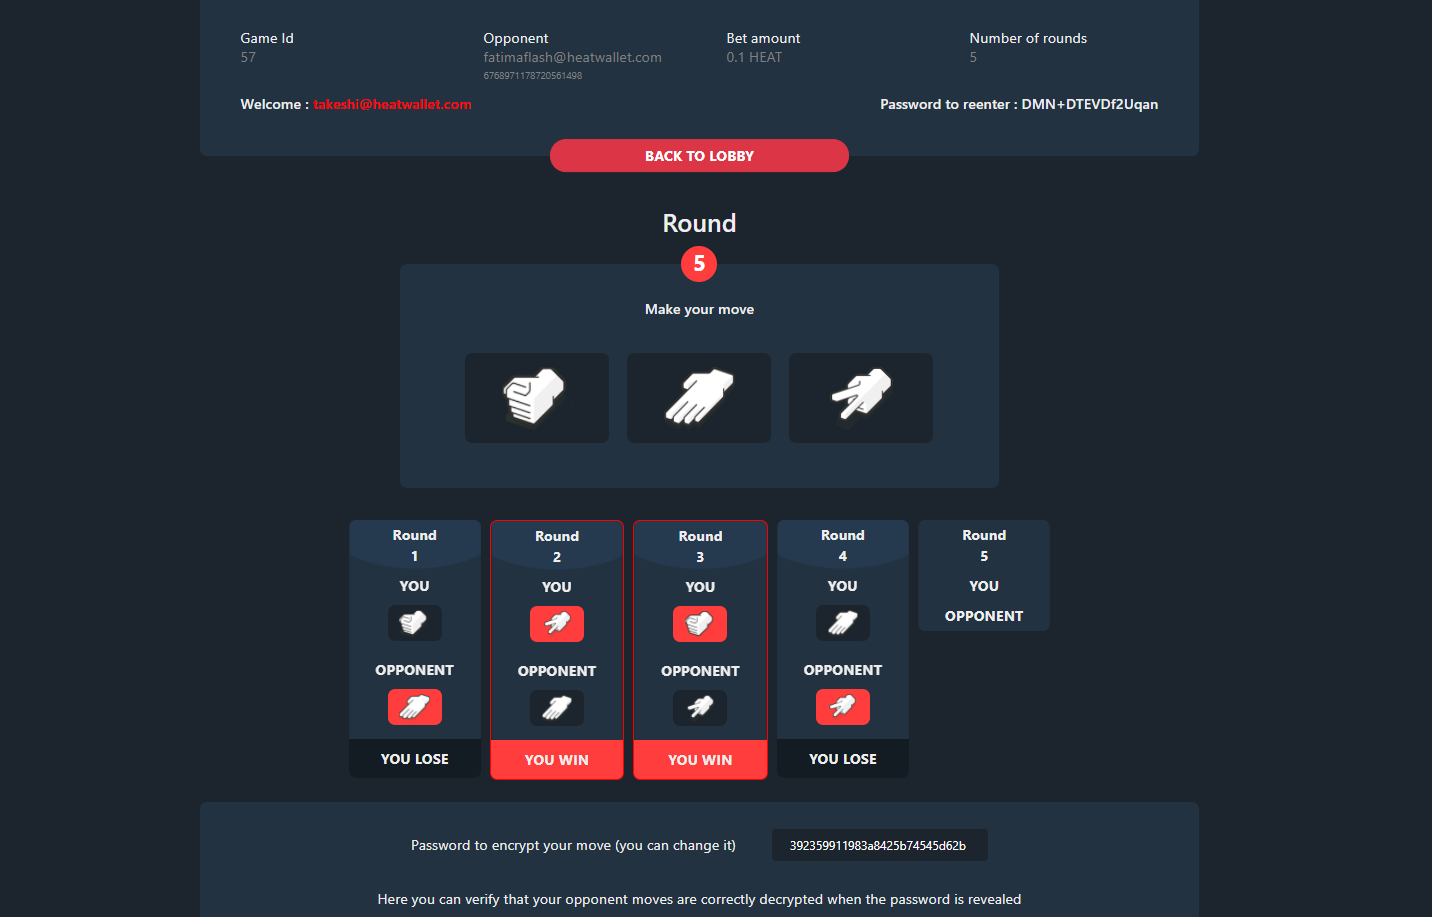 Game Id
57
Opponent
fatimaflash@heatwallet.com
6768971178720561498
Bet amount
0.1 HEAT
Number of rounds
5
Welcome : takeshi@heatwallet.com
Password to reenter : DMN+DTEVDf2Uqan
BACK TO LOBBY
Round
5
Make your move
Round
1
YOU
OPPONENT
YOU LOSE
Round
2
YOU
OPPONENT
YOU WIN
Round
3
YOU
OPPONENT
YOU WIN
Round
4
YOU
OPPONENT
YOU LOSE
Round
5
YOU
OPPONENT
Password to encrypt your move (you can change it)
392359911983a8425b74545d62b
Here you can verify that your opponent moves are correctly decrypted when the password is revealed